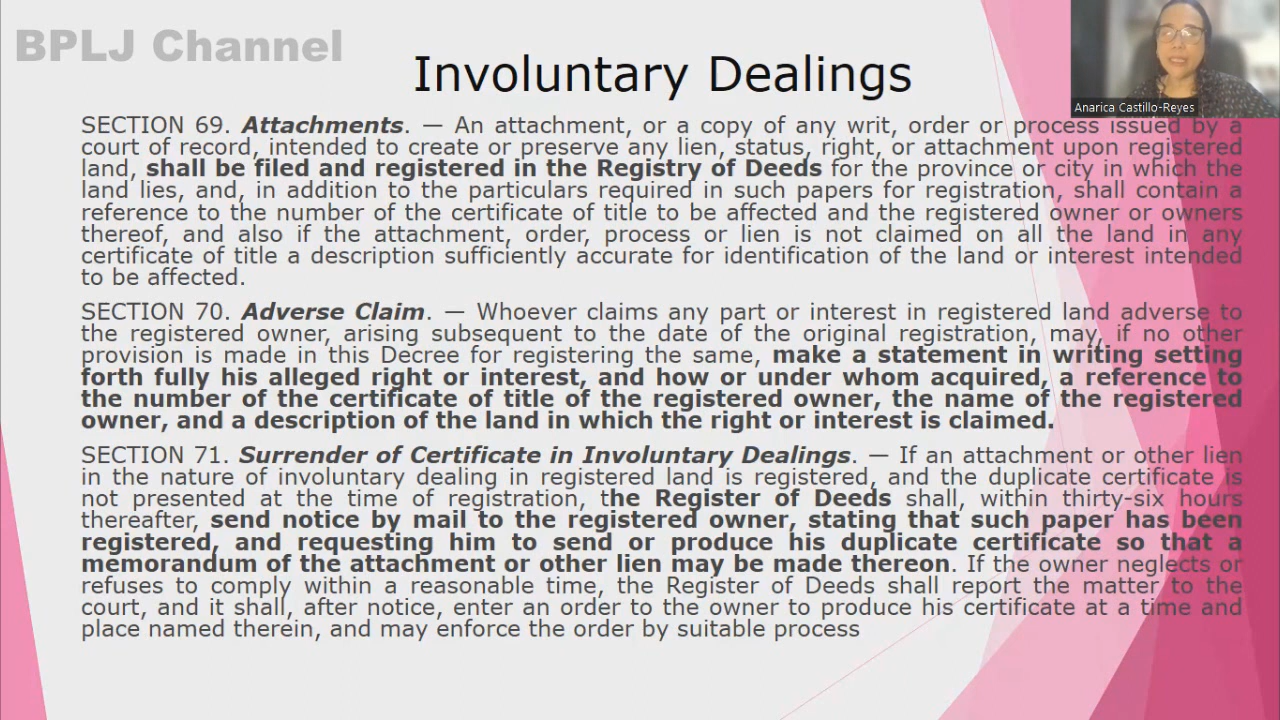 BPLJ Channel
Involuntary Dealings
Anarica Castillo-Reyes
SECTION 69. Attachments. — An attachment, or a copy of any writ, order or process issued by a
court of record, intended to create or preserve any lien, status, right, or attachment upon registered
land, shall be filed and registered in the Registry of Deeds for the province or city in which the
land lies, and, in addition to the particulars required in such papers for registration, shall contain a
reference to the number of the certificate of title to be affected and the registered owner or owners
thereof, and also if the attachment, order, process or lien is not claimed on all the land in any
certificate of title a description sufficiently accurate for identification of the land or interest intended
to be affected.
SECTION 70. Adverse Claim. — Whoever claims any part or interest in registered land adverse to
the registered owner, arising subsequent to the date of the original registration, may, if no other
provision is made in this Decree for registering the same, make a statement in writing setting
forth fully his alleged right or interest, and how or under whom acquired, a reference to
the number of the certificate of title of the registered owner, the name of the registered
owner, and a description of the land in which the right or interest is claimed.
SECTION 71. Surrender of Certificate in Involuntary Dealings. — If an attachment or other lien
in the nature of involuntary dealing in registered land is registered, and the duplicate certificate is
not presented at the time of registration, the Register of Deeds shall, within thirty-six hours
thereafter, send notice by mail to the registered owner, stating that such paper has been
registered, and requesting him to send or produce his duplicate certificate so that a
memorandum of the attachment or other lien may be made thereon. If the owner neglects or
refuses to comply within a reasonable time, the Register of Deeds shall report the matter to the
court, and it shall, after notice, enter an order to the owner to produce his certificate at a time and
place named therein, and may enforce the order by suitable process